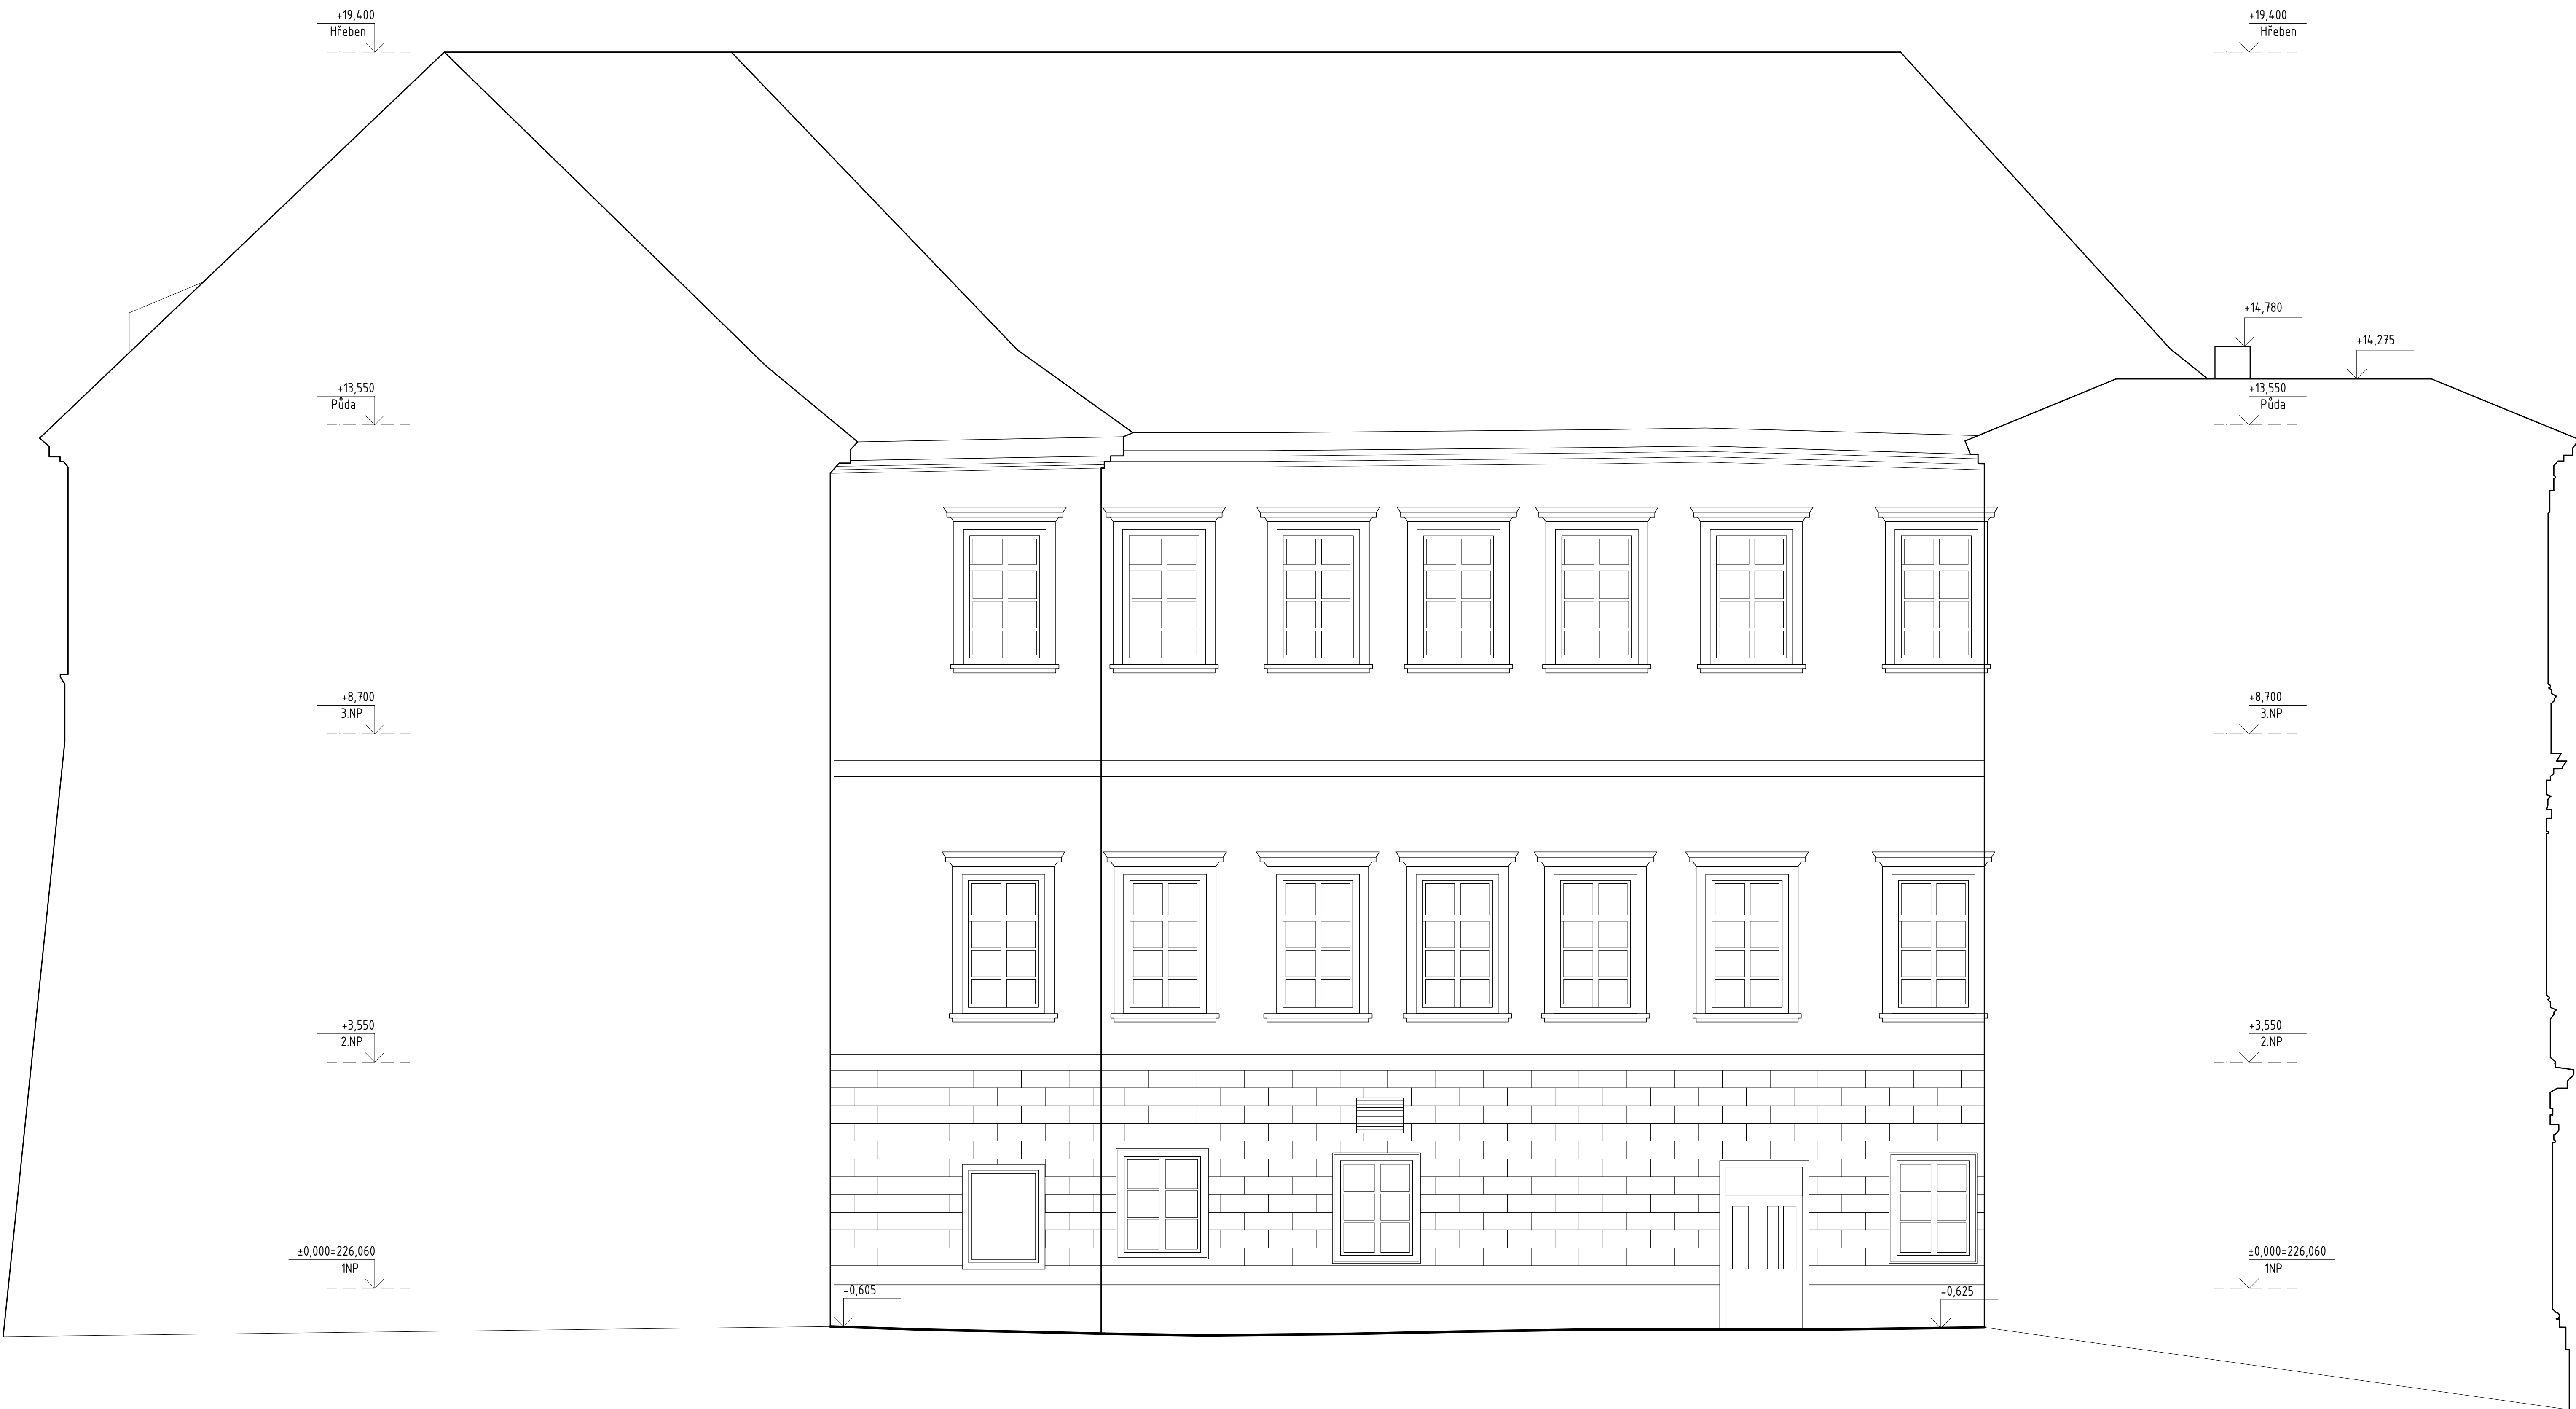 +19,400
Hřeben
+19,400
Hřeben
+14,780
+14,275
+13,550
Půda
+13,550
Půda
+8,700
3.NP
+8,700
3.NP
+3,550
2.NP
+3,550
2.NP
±0,000=226,060
1NP
±0,000=226,060
1NP
-0,605
-0,625